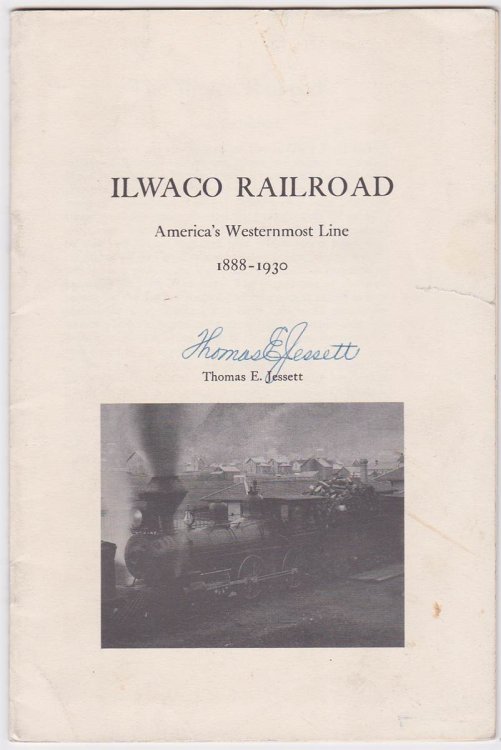 ILWACO RAILROAD
America's Westernmost Line
1888-1930
Thomas E. Jessett
Thomas E. Jessett